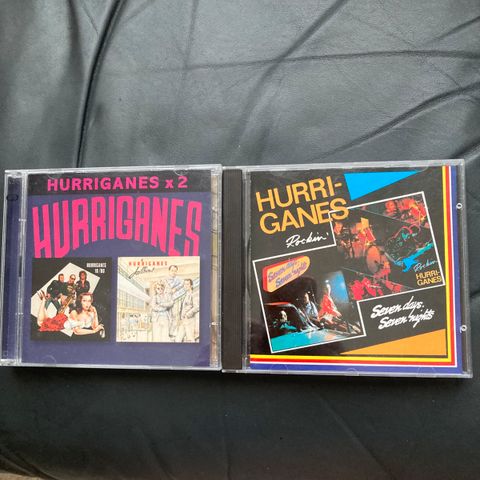 HURRIGANES x 2
HURRIGANES
HURRIGANES
10/80
HURRIGANES
HURRI-
GANES
Rockin'
Seven days.
Seven nights
Rockin'
HURRI-
GANES
Seven days.
Seven nights